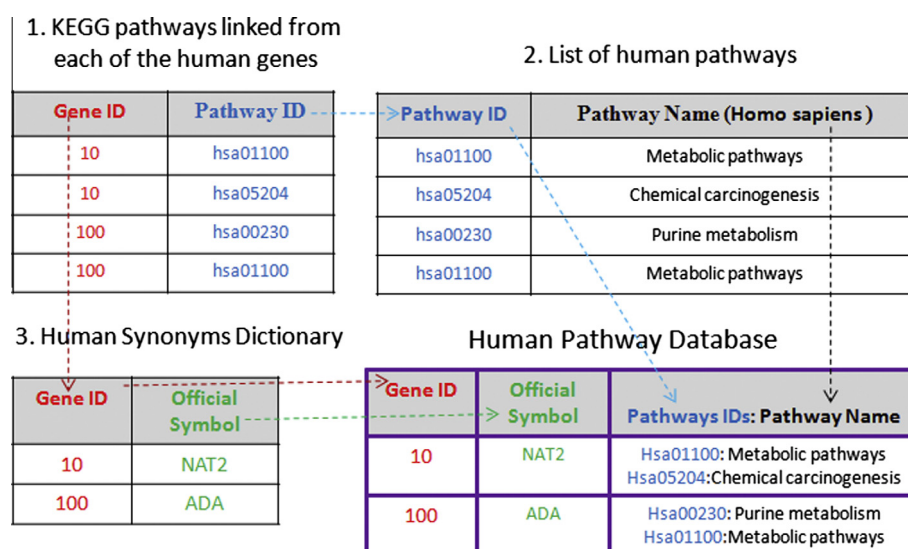 1. KEGG pathways linked from
each of the human genes
Gene ID Pathway ID
10 hsa01100
10 hsa05204
100 hsa00230
100 hsa01100
2. List of human pathways
Pathway ID Pathway Name (Homo sapiens )
hsa01100 Metabolic pathways
hsa05204 Chemical carcinogenesis
hsa00230 Purine metabolism
hsa01100 Metabolic pathways
3. Human Synonyms Dictionary
Gene ID Official
Symbol
10 NAT2
100 ADA
Human Pathway Database
Gene ID Official
Symbol Pathways IDs: Pathway Name
10 NAT2 Hsa01100: Metabolic pathways
Hsa05204:Chemical carcinogenesis
100 ADA Hsa00230: Purine metabolism
Hsa01100:Metabolic pathways